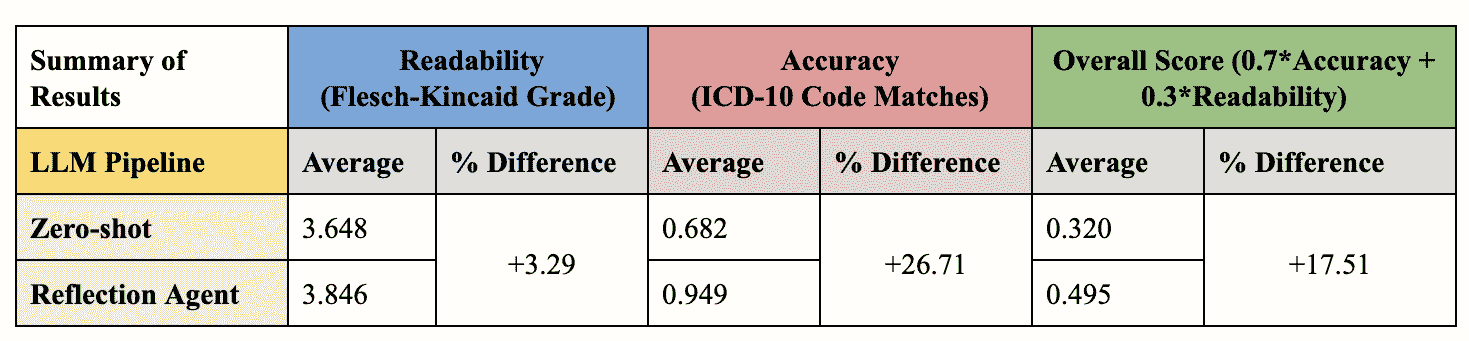 Summary of Results
Readability (Flesch-Kincaid Grade)
Accuracy (ICD-10 Code Matches)
Overall Score (0.7*Accuracy + 0.3*Readability)
LLM Pipeline
Average
% Difference
Average
% Difference
Average
% Difference
Zero-shot
3.648
+3.29
0.682
+26.71
0.320
+17.51
Reflection Agent
3.846
0.949
0.495